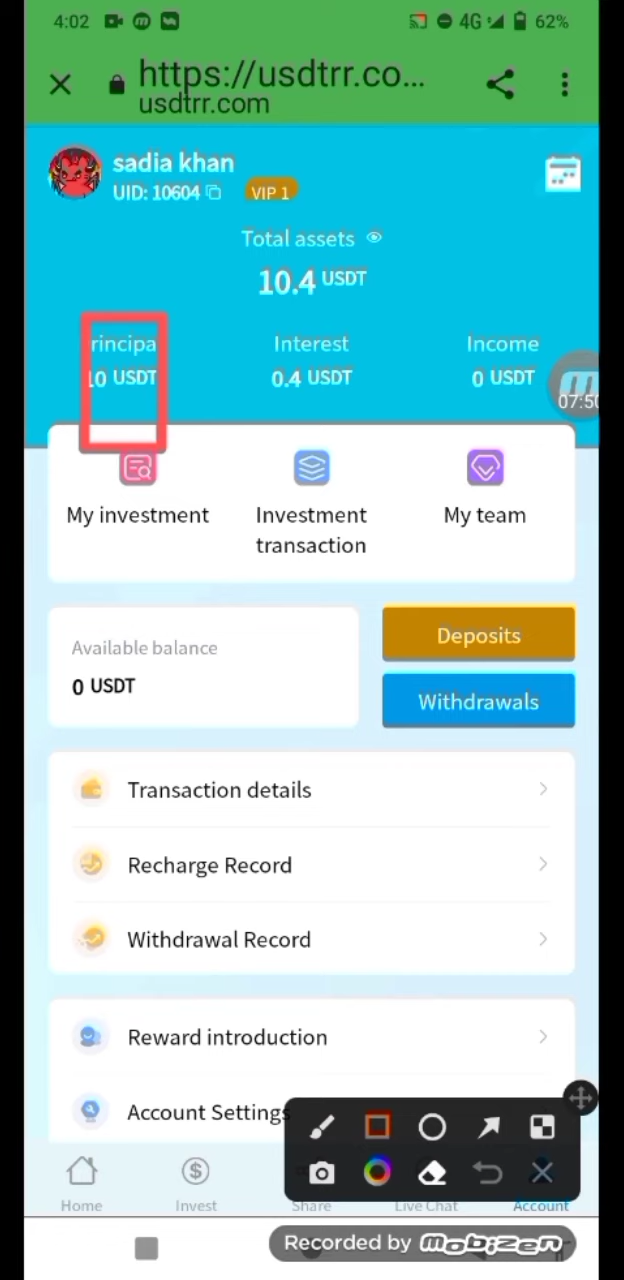 4:02 4G 62%
https://usdtrr.co...
usdtrr.com
sadia khan
UID: 10604 VIP 1
Total assets
10.4 USDT
rincipa Interest Income
10 USDT 0.4 USDT 0 USDT
07:50
My investment Investment transaction My team
Available balance
0 USDT
Deposits
Withdrawals
Transaction details
Recharge Record
Withdrawal Record
Reward introduction
Account Settings
Home Invest Share Live Chat Account
Recorded by mobizen